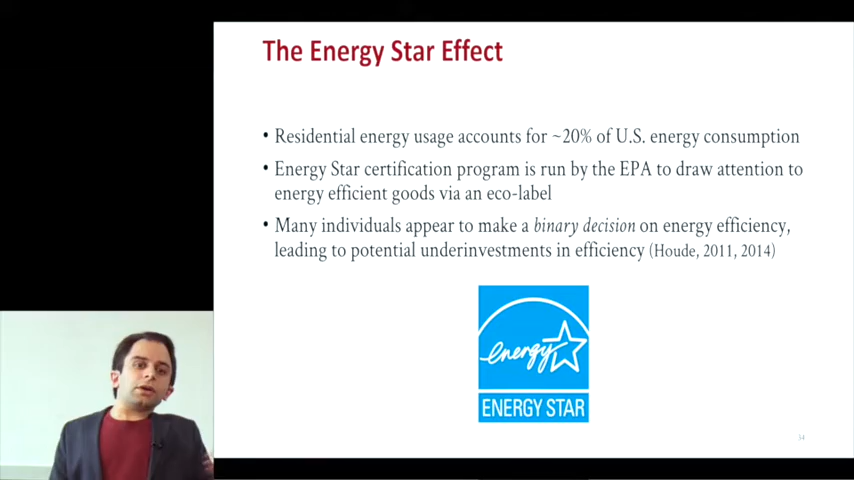 The Energy Star Effect
• Residential energy usage accounts for ~20% of U.S. energy consumption
• Energy Star certification program is run by the EPA to draw attention to
energy efficient goods via an eco-label
• Many individuals appear to make a binary decision on energy efficiency,
leading to potential underinvestments in efficiency (Houde, 2011, 2014)
energy
ENERGY STAR
34